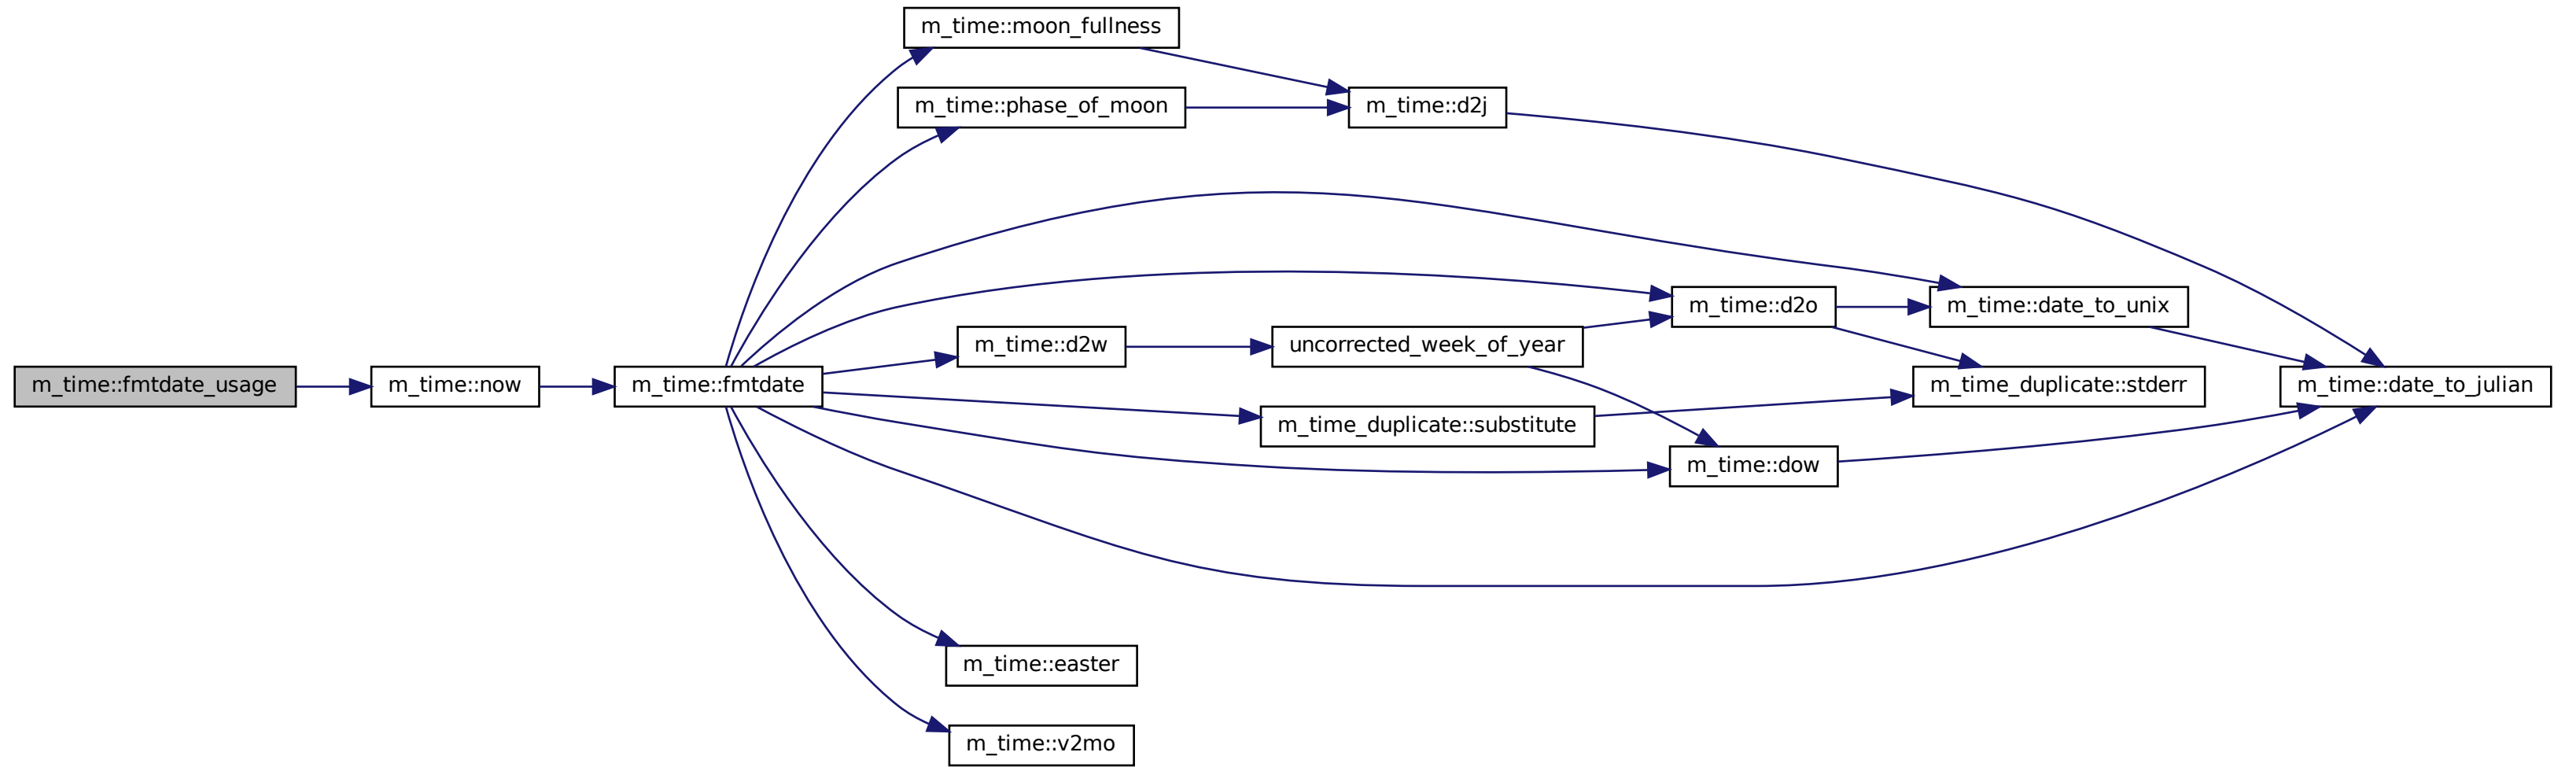 m_time::moon_fullness
m_time::phase_of_moon
m_time::d2j
m_time::d2o
m_time::date_to_unix
m_time::d2w
uncorrected_week_of_year
m_time::fmtdate_usage
m_time::now
m_time::fmtdate
m_time_duplicate::stderr
m_time::date_to_julian
m_time_duplicate::substitute
m_time::dow
m_time::easter
m_time::v2mo